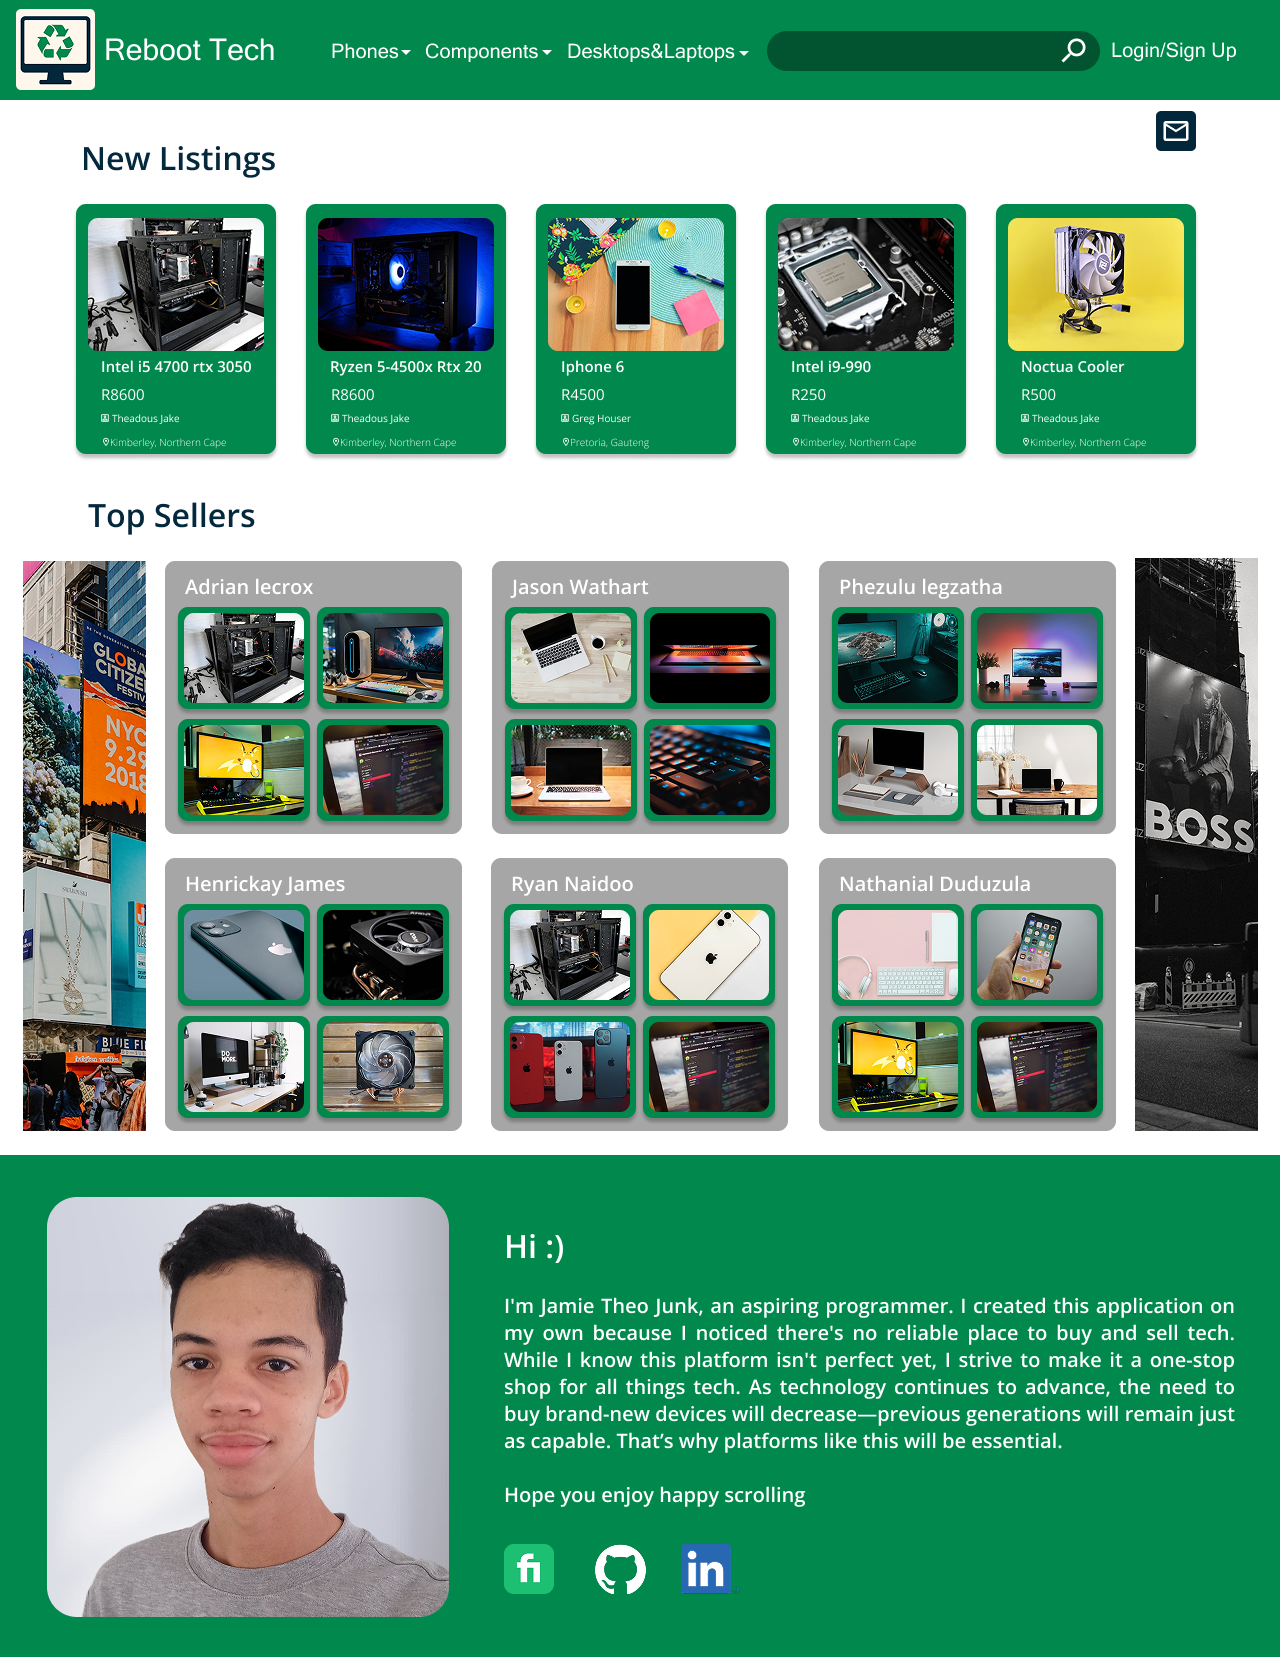 Reboot Tech
Phones
Components
Desktops&Laptops
Login/Sign Up
New Listings
Intel i5 4700 rtx 3050
R8600
Theadous Jake
Kimberley, Northern Cape
Ryzen 5-4500x Rtx 20
R8600
Theadous Jake
Kimberley, Northern Cape
Iphone 6
R4500
Greg Houser
Pretoria, Gauteng
Intel i9-990
R250
Theadous Jake
Kimberley, Northern Cape
Noctua Cooler
R500
Theadous Jake
Kimberley, Northern Cape
Top Sellers
GLOBAL
CITIZE
FESTIV
NYC
9.29
2018
SWAROVSKI
BLUE FI
BOSS
Adrian lecrox
Jason Wathart
Phezulu legzatha
Henrickay James
Ryan Naidoo
Nathanial Duduzula
DO
MORE.
Hi :)
I'm Jamie Theo Junk, an aspiring programmer. I created this application on
my own because I noticed there's no reliable place to buy and sell tech.
While I know this platform isn't perfect yet, I strive to make it a one-stop
shop for all things tech. As technology continues to advance, the need to
buy brand-new devices will decrease—previous generations will remain just
as capable. That’s why platforms like this will be essential.
Hope you enjoy happy scrolling
fi
in